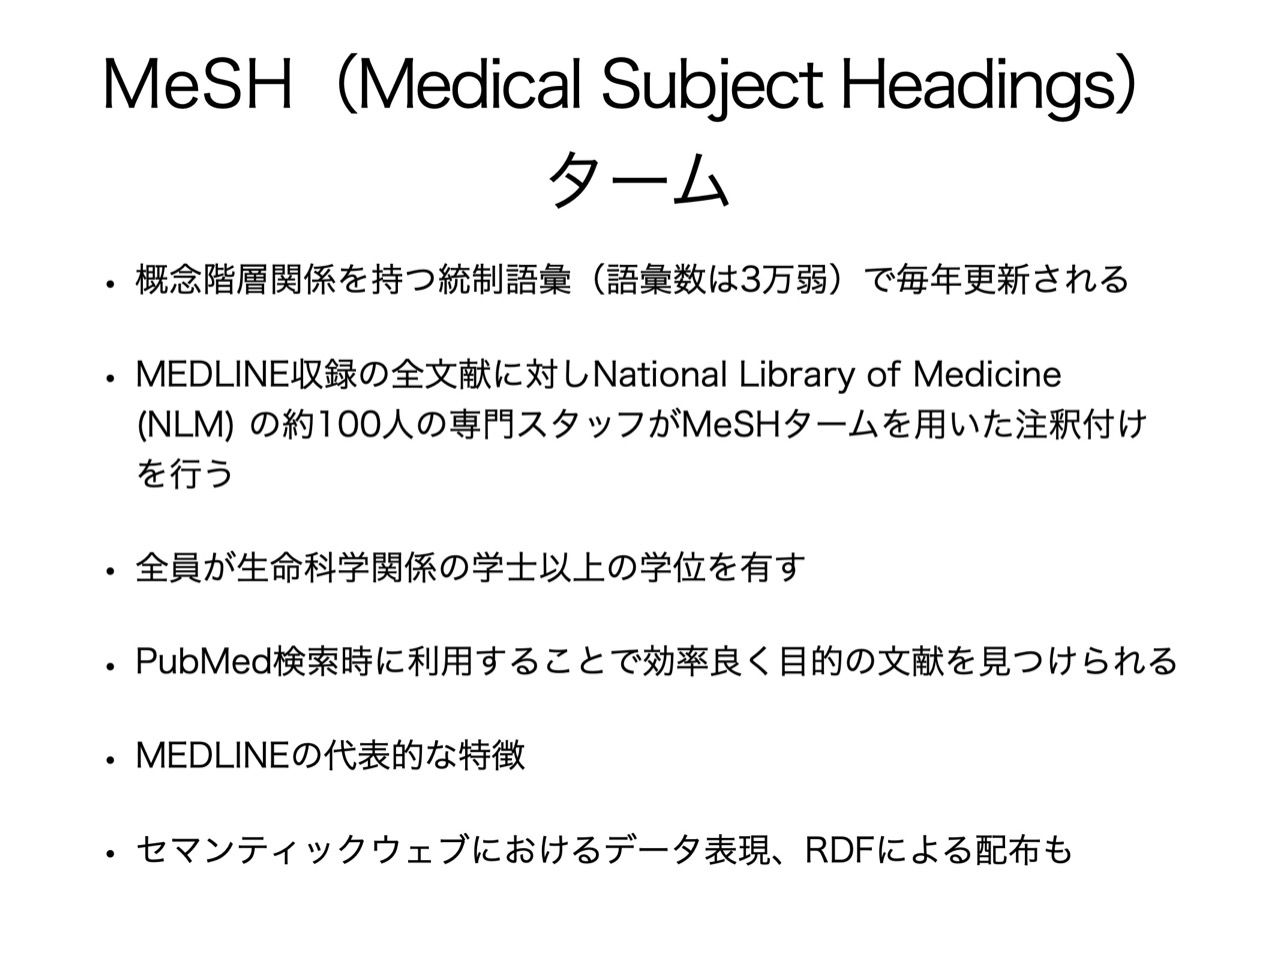 MeSH（Medical Subject Headings）
ターム
• 概念階層関係を持つ統制語彙（語彙数は3万弱）で毎年更新される
• MEDLINE収録の全文献に対しNational Library of Medicine
(NLM) の約100人の専門スタッフがMeSHタームを用いた注釈付け
を行う
• 全員が生命科学関係の学士以上の学位を有す
• PubMed検索時に利用することで効率良く目的の文献を見つけられる
• MEDLINEの代表的な特徴
• セマンティックウェブにおけるデータ表現、RDFによる配布も